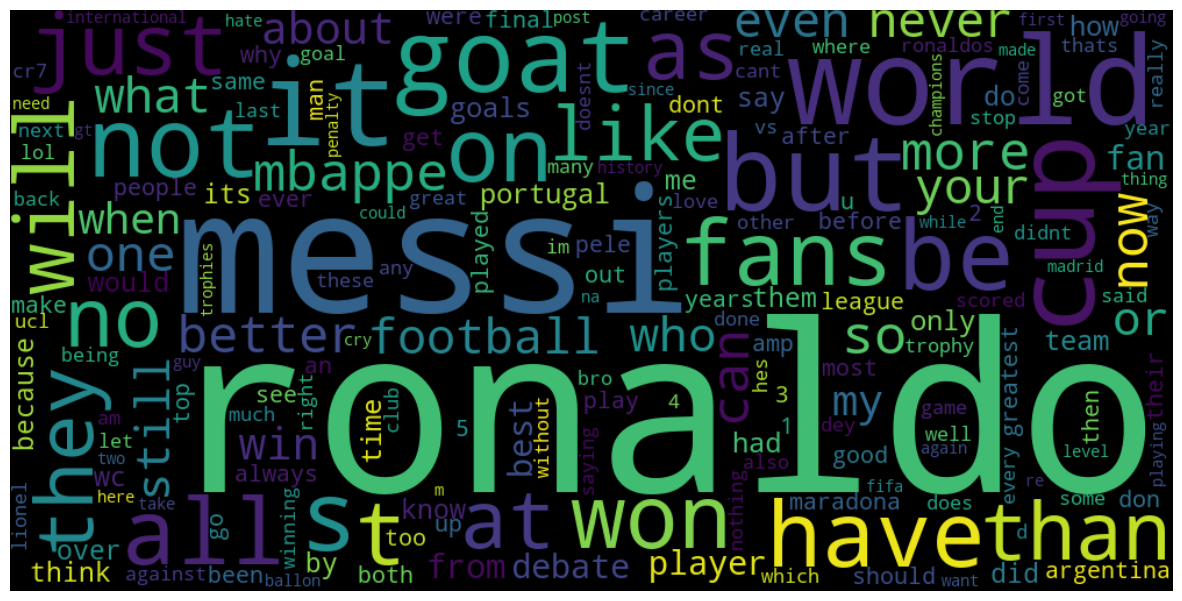 international
hate
about
were
final
post
career
even
never
first
going
how
thats
just
why
goal
goat
as
real
where
ronaldos
made
cr7
what
same
it
man
goals
doesnt
since
cant
world
really
need
will
not
last
penalty
get
on
like
dont
say
vs
after
champions
do
come
got
stop
year
next
gt
lol
mbappe
many
history
but
more
fan
back
people
its
ever
great
portugal
me
love
u
your
thing
when
could
players
other
before
while
2
end
didnt
cup
way
one
would
trophies
messi
these
any
played
im
pele
out
na
fans
be
madrid
now
make
no
years
them
league
scored
said
or
ucl
being
better
cry
football
who
done
amp
so
only
trophy
team
because
they
still
top
guy
see
an
right
ronaldo
bro
hes
can
most
greatest
am
let
two
much
win
time
club
5
best
without
play
4
3
1
my
game
then
their
dey
well
had
again
level
playing
wc
always
saying
also
good
every
here
take
m
nothing
fifa
re
some
lionel
all
go
winning
s
t
know
up
at
won
maradona
does
cd
don
have
than
over
against
been
ballon
by
too
both
from
debate
player
which
should
want
did
argentina
think